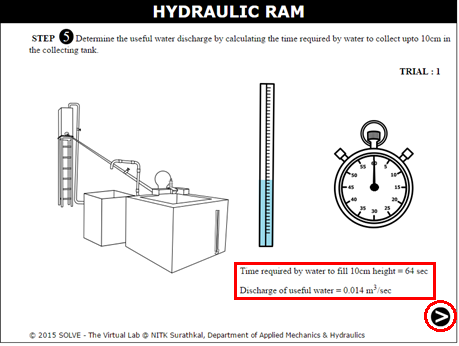 HYDRAULIC RAM
STEP 5 Determine the useful water discharge by calculating the time required by water to collect upto 10cm in
the collecting tank.
TRIAL : 1
60
5
10
15
20
25
30
35
40
45
50
55
Time required by water to fill 10cm height = 64 sec
Discharge of useful water = 0.014 m³/sec
© 2015 SOLVE - The Virtual Lab @ NITK Surathkal, Department of Applied Mechanics & Hydraulics